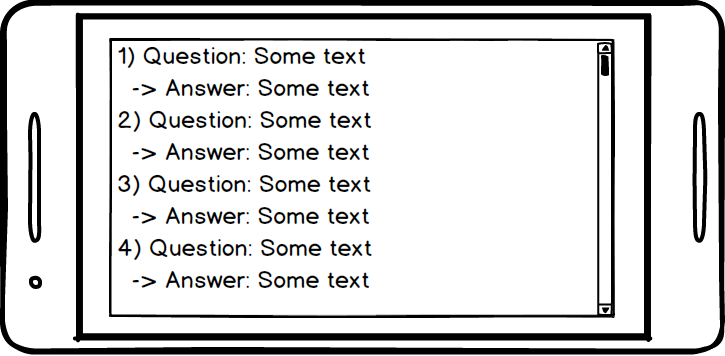 1) Question: Some text
-> Answer: Some text
2) Question: Some text
-> Answer: Some text
3) Question: Some text
-> Answer: Some text
4) Question: Some text
-> Answer: Some text